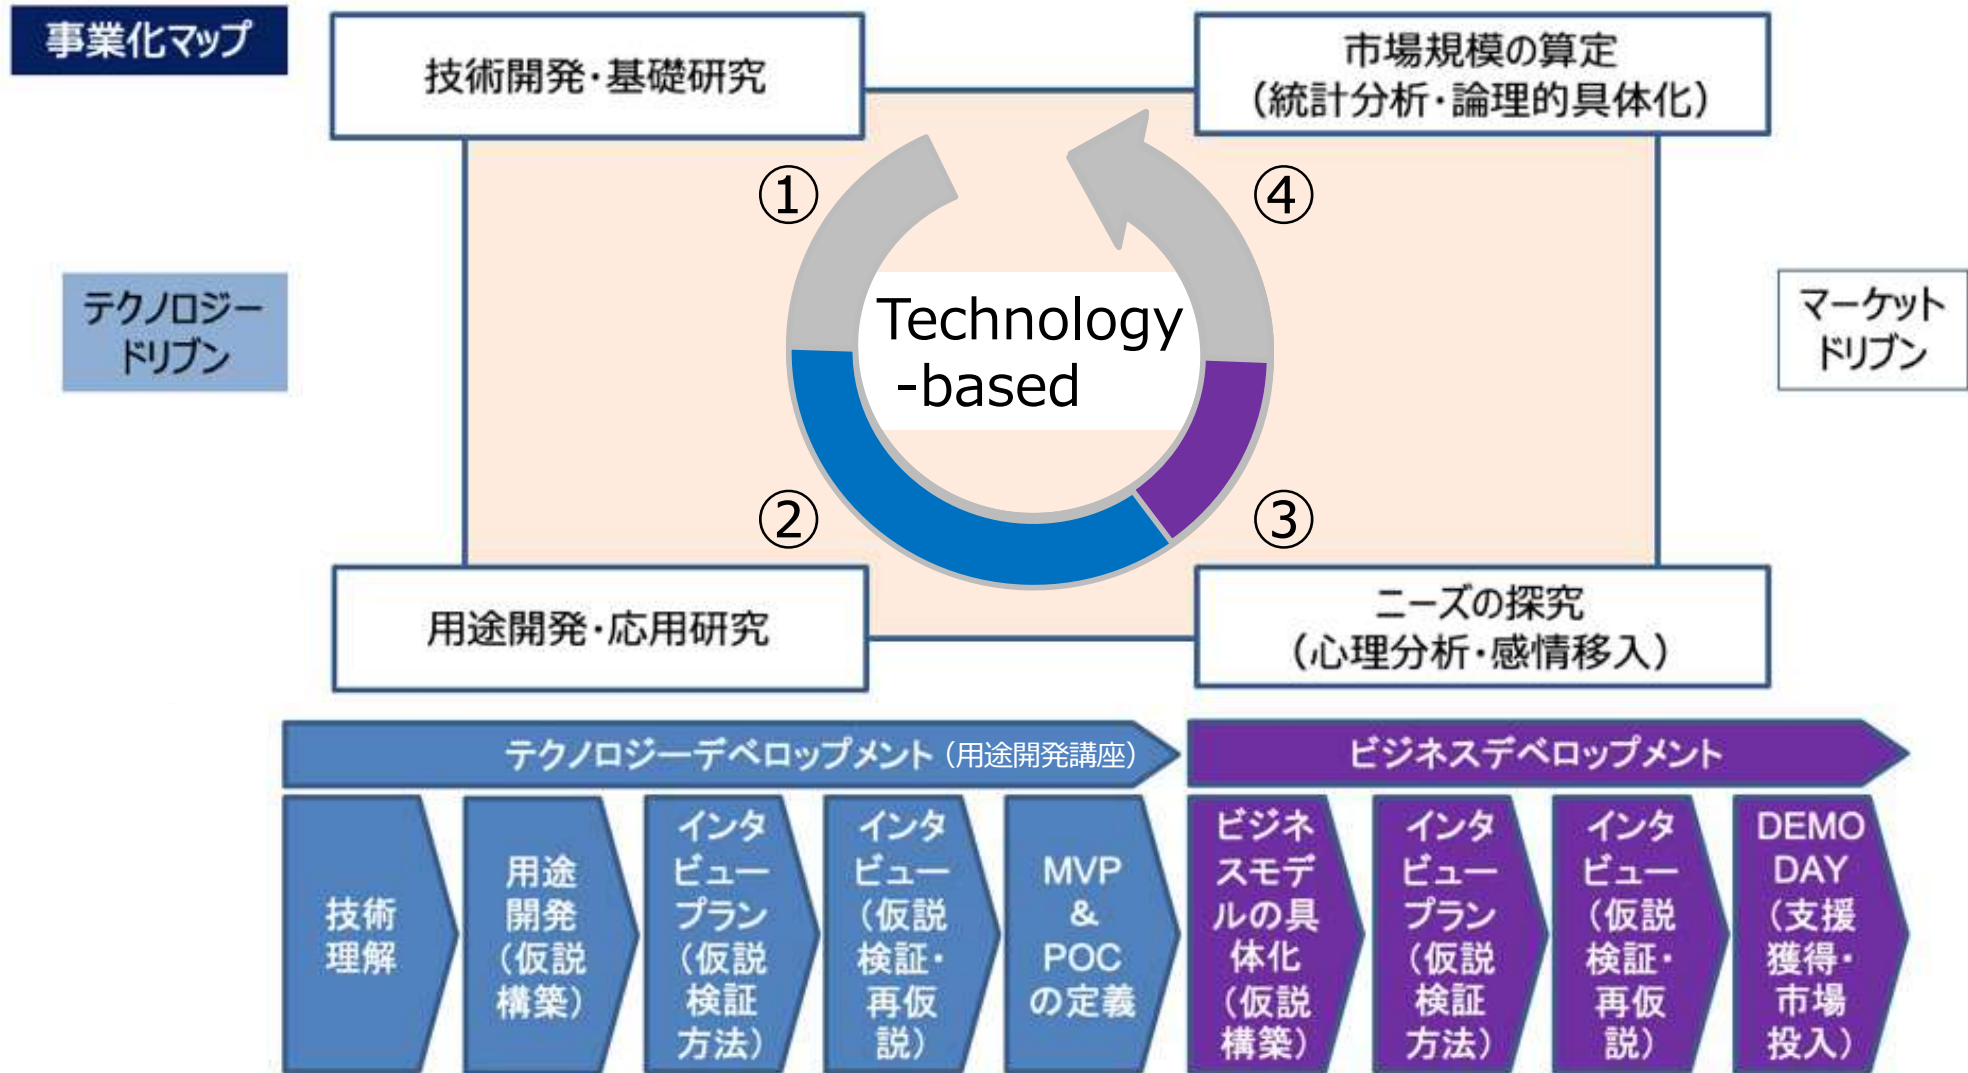 事業化マップ
技術開発・基礎研究
市場規模の算定
（統計分析・論理的具体化）
①
④
テクノロジー
ドリブン
Technology
-based
マーケット
ドリブン
②
③
用途開発・応用研究
ニーズの探究
（心理分析・感情移入）
テクノロジーデベロップメント（用途開発講座）
ビジネスデベロップメント
技術
理解
用途
開発
（仮説
構築）
インタ
ビュー
プラン
（仮説
検証
方法）
インタ
ビュー
（仮説
検証・
再仮
説）
MVP
&
POC
の定義
ビジネ
スモデ
ルの具
体化
（仮説
構築）
インタ
ビュー
プラン
（仮説
検証
方法）
インタ
ビュー
（仮説
検証・
再仮
説）
DEMO
DAY
（支援
獲得・
市場
投入）